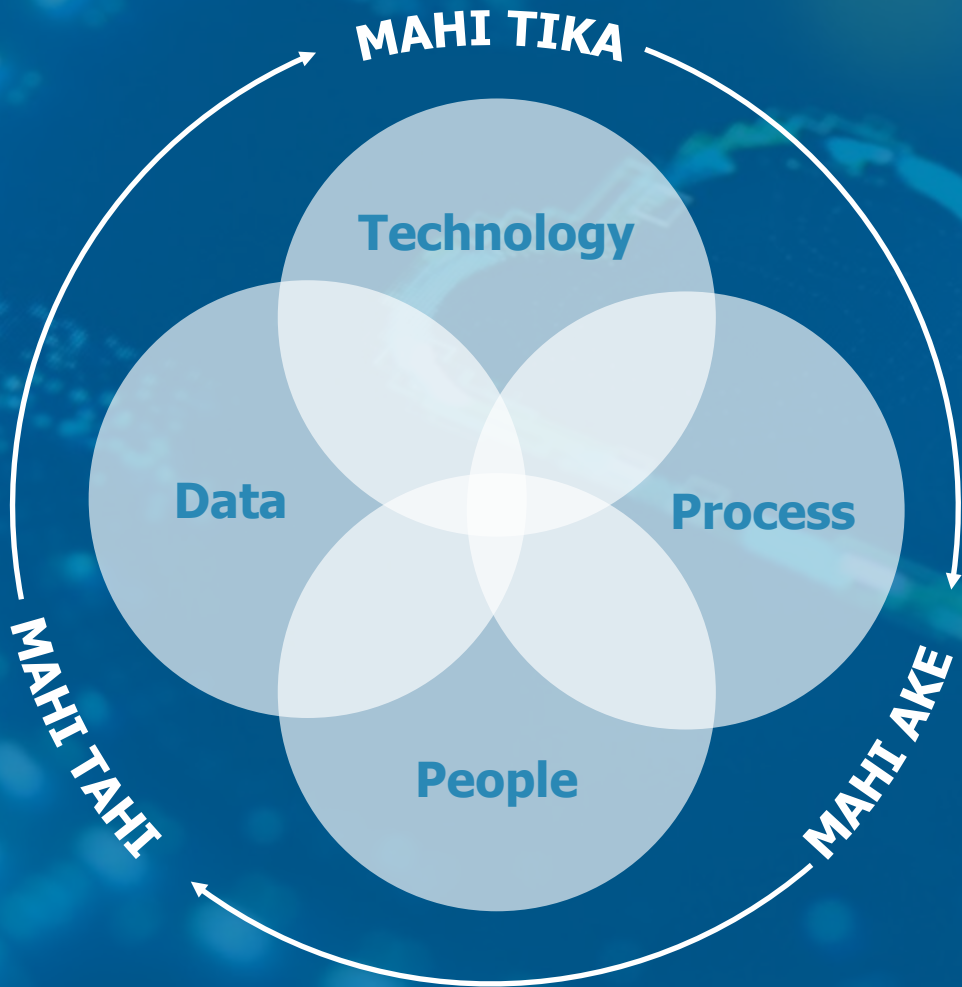 MAHI TIKA
Technology
Data
Process
People
MAHI AKE
MAHI TAHI